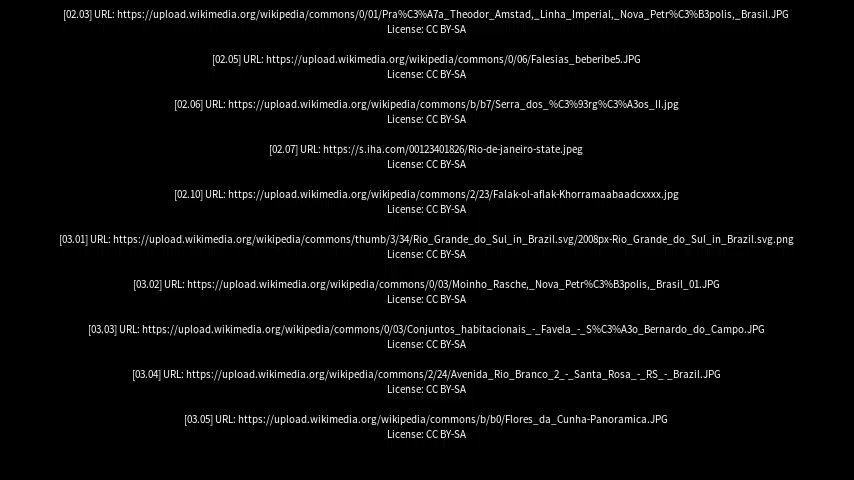 [02.03] URL: https://upload.wikimedia.org/wikipedia/commons/0/01/Pra%C3%A7a_Theodor_Amstad,_Linha_Imperial,_Nova_Petr%C3%B3polis,_Brasil.JPG
License: CC BY-SA
[02.05] URL: https://upload.wikimedia.org/wikipedia/commons/0/06/Falesias_beberibe5.JPG
License: CC BY-SA
[02.06] URL: https://upload.wikimedia.org/wikipedia/commons/b/b7/Serra_dos_%C3%93rg%C3%A3os_II.jpg
License: CC BY-SA
[02.07] URL: https://s.iha.com/00123401826/Rio-de-janeiro-state.jpeg
License: CC BY-SA
[02.10] URL: https://upload.wikimedia.org/wikipedia/commons/2/23/Falak-ol-aflak-Khorramaabaadcxxxx.jpg
License: CC BY-SA
[03.01] URL: https://upload.wikimedia.org/wikipedia/commons/thumb/3/34/Rio_Grande_do_Sul_in_Brazil.svg/2008px-Rio_Grande_do_Sul_in_Brazil.svg.png
License: CC BY-SA
[03.02] URL: https://upload.wikimedia.org/wikipedia/commons/0/03/Moinho_Rasche,_Nova_Petr%C3%B3polis,_Brasil_01.JPG
License: CC BY-SA
[03.03] URL: https://upload.wikimedia.org/wikipedia/commons/0/03/Conjuntos_habitacionais_-_Favela_-_S%C3%A3o_Bernardo_do_Campo.JPG
License: CC BY-SA
[03.04] URL: https://upload.wikimedia.org/wikipedia/commons/2/24/Avenida_Rio_Branco_2_-_Santa_Rosa_-_RS_-_Brazil.JPG
License: CC BY-SA
[03.05] URL: https://upload.wikimedia.org/wikipedia/commons/b/b0/Flores_da_Cunha-Panoramica.JPG
License: CC BY-SA